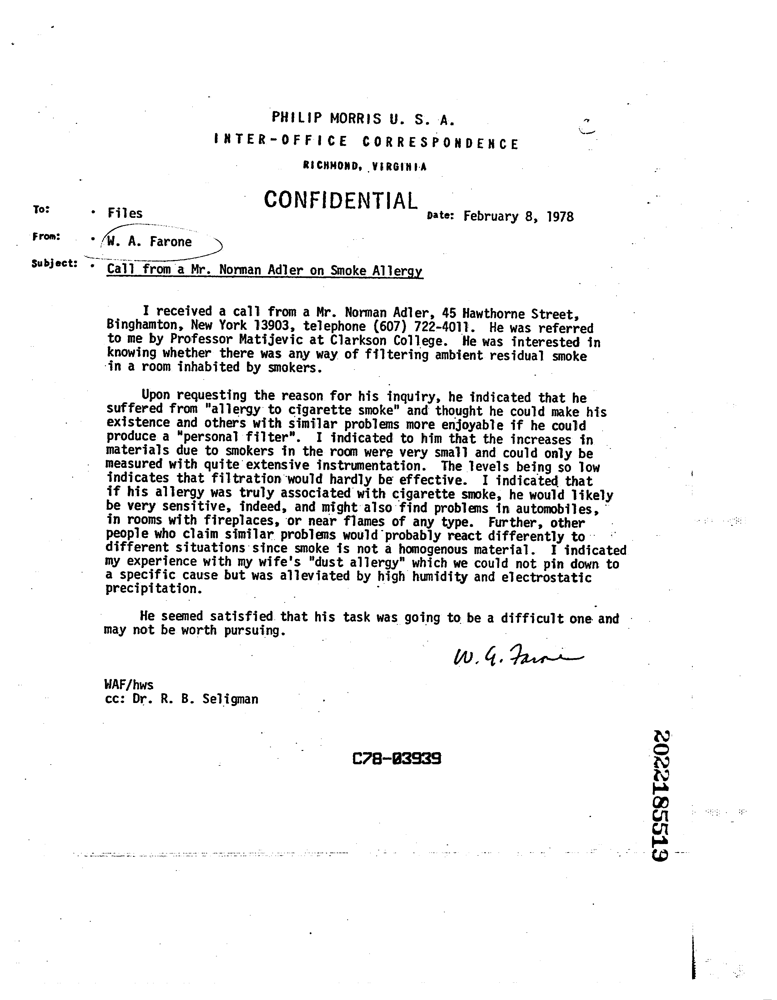 PHILIP MORRIS U. S. A.
INTER-OFFICE CORRESPONDENCE
RICHMOND, VIRGINIA
CONFIDENTIAL
To: • Files
Date: February 8, 1978
From: • W. A. Farone
Subject: • Call from a Mr. Norman Adler on Smoke Allergy
I received a call from a Mr. Norman Adler, 45 Hawthorne Street,
Binghamton, New York 13903, telephone (607) 722-4011. He was referred
to me by Professor Matijevic at Clarkson College. He was interested in
knowing whether there was any way of filtering ambient residual smoke
in a room inhabited by smokers.
Upon requesting the reason for his inquiry, he indicated that he
suffered from "allergy to cigarette smoke" and thought he could make his
existence and others with similar problems more enjoyable if he could
produce a "personal filter". I indicated to him that the increases in
materials due to smokers in the room were very small and could only be
measured with quite extensive instrumentation. The levels being so low
indicates that filtration would hardly be effective. I indicated that
if his allergy was truly associated with cigarette smoke, he would likely
be very sensitive, indeed, and might also find problems in automobiles,
in rooms with fireplaces, or near flames of any type. Further, other
people who claim similar problems would probably react differently to
different situations since smoke is not a homogenous material. I indicated
my experience with my wife's "dust allergy" which we could not pin down to
a specific cause but was alleviated by high humidity and electrostatic
precipitation.
He seemed satisfied that his task was going to be a difficult one and
may not be worth pursuing.
W. A. Farone
WAF/hws
cc: Dr. R. B. Seligman
C78-03939
2022185519